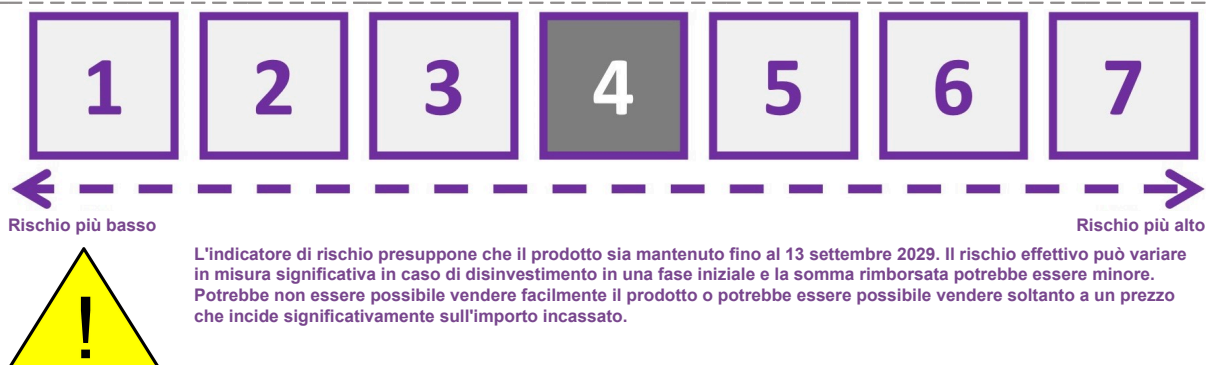 1 2 3 4 5 6 7
Rischio più basso Rischio più alto
L'indicatore di rischio presuppone che il prodotto sia mantenuto fino al 13 settembre 2029. Il rischio effettivo può variare
in misura significativa in caso di disinvestimento in una fase iniziale e la somma rimborsata potrebbe essere minore.
Potrebbe non essere possibile vendere facilmente il prodotto o potrebbe essere possibile vendere soltanto a un prezzo
che incide significativamente sull'importo incassato.
!